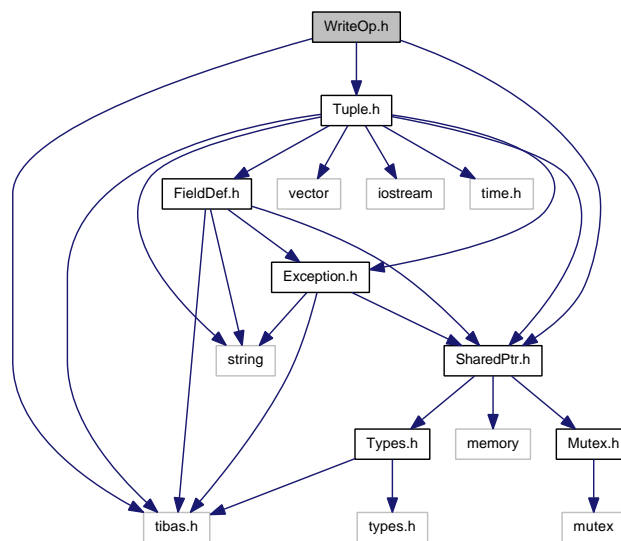 WriteOp.h
Tuple.h
FieldDef.h
vector
iostream
time.h
Exception.h
string
SharedPtr.h
Types.h
memory
Mutex.h
tibas.h
types.h
mutex